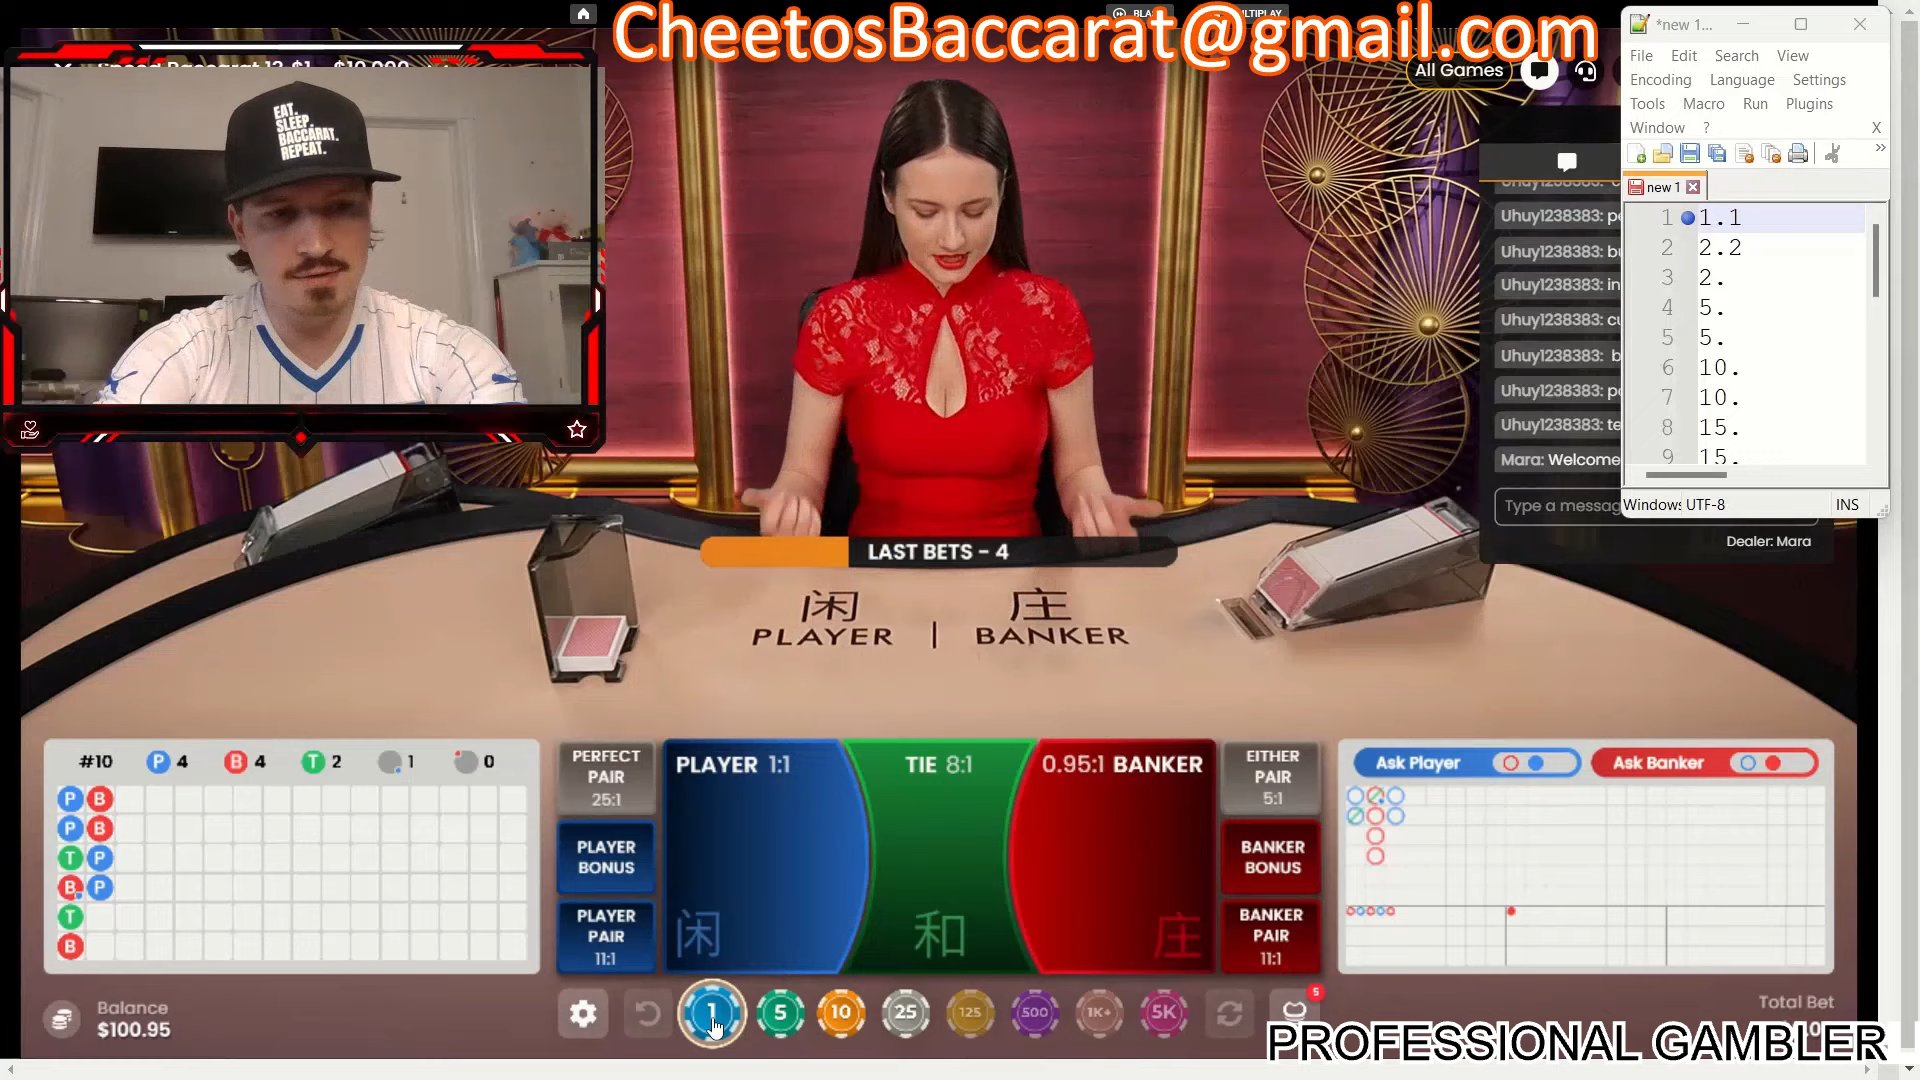 CheetosBaccarat@gmail.com
All Games
EAT.
SLEEP.
BACCARAT.
REPEAT.
*new 1...
File Edit Search View
Encoding Language Settings
Tools Macro Run Plugins
Window ? X
new 1
1 1.1
2 2.2
3 2.
4 5.
5 5.
6 10.
7 10.
8 15.
9 15.
Windows UTF-8 INS
Uhuy1238383:
Uhuy1238383:
Uhuy1238383:
Uhuy1238383:
Uhuy1238383:
Uhuy1238383:
Uhuy1238383:
Uhuy1238383:
Mara: Welcome
Type a messag
Dealer: Mara
LAST BETS - 4
闲 庄
PLAYER | BANKER
#10 P 4 B 4 T 2 1 0
P B
P B
T P
B P
T
B
PERFECT
PAIR
25:1
PLAYER
BONUS
PLAYER
PAIR
11:1
PLAYER 1:1
闲
TIE 8:1
和
0.95:1 BANKER
庄
EITHER
PAIR
5:1
BANKER
BONUS
BANKER
PAIR
11:1
Ask Player
Ask Banker
Balance
$100.95
1 5 10 25 125 500 1K+ 5K
5
Total Bet
PROFESSIONAL GAMBLER